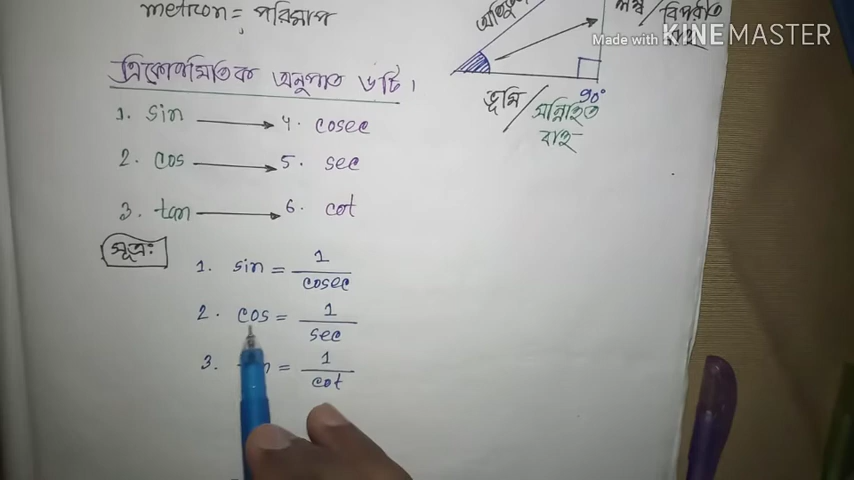 metron = পরিমাপ
অতিভুজ
লম্ব/বিপরীত
বাহু
Made with KINEMASTER
ত্রিকোণমিতিক অনুপাত ৬টি।
1. sin → 4. cosec
2. cos → 5. sec
3. tan → 6. cot
90°
ভূমি/সন্নিহিত
বাহু
সূত্রঃ
1. sin = 1/cosec
2. cos = 1/sec
3. = 1/cot